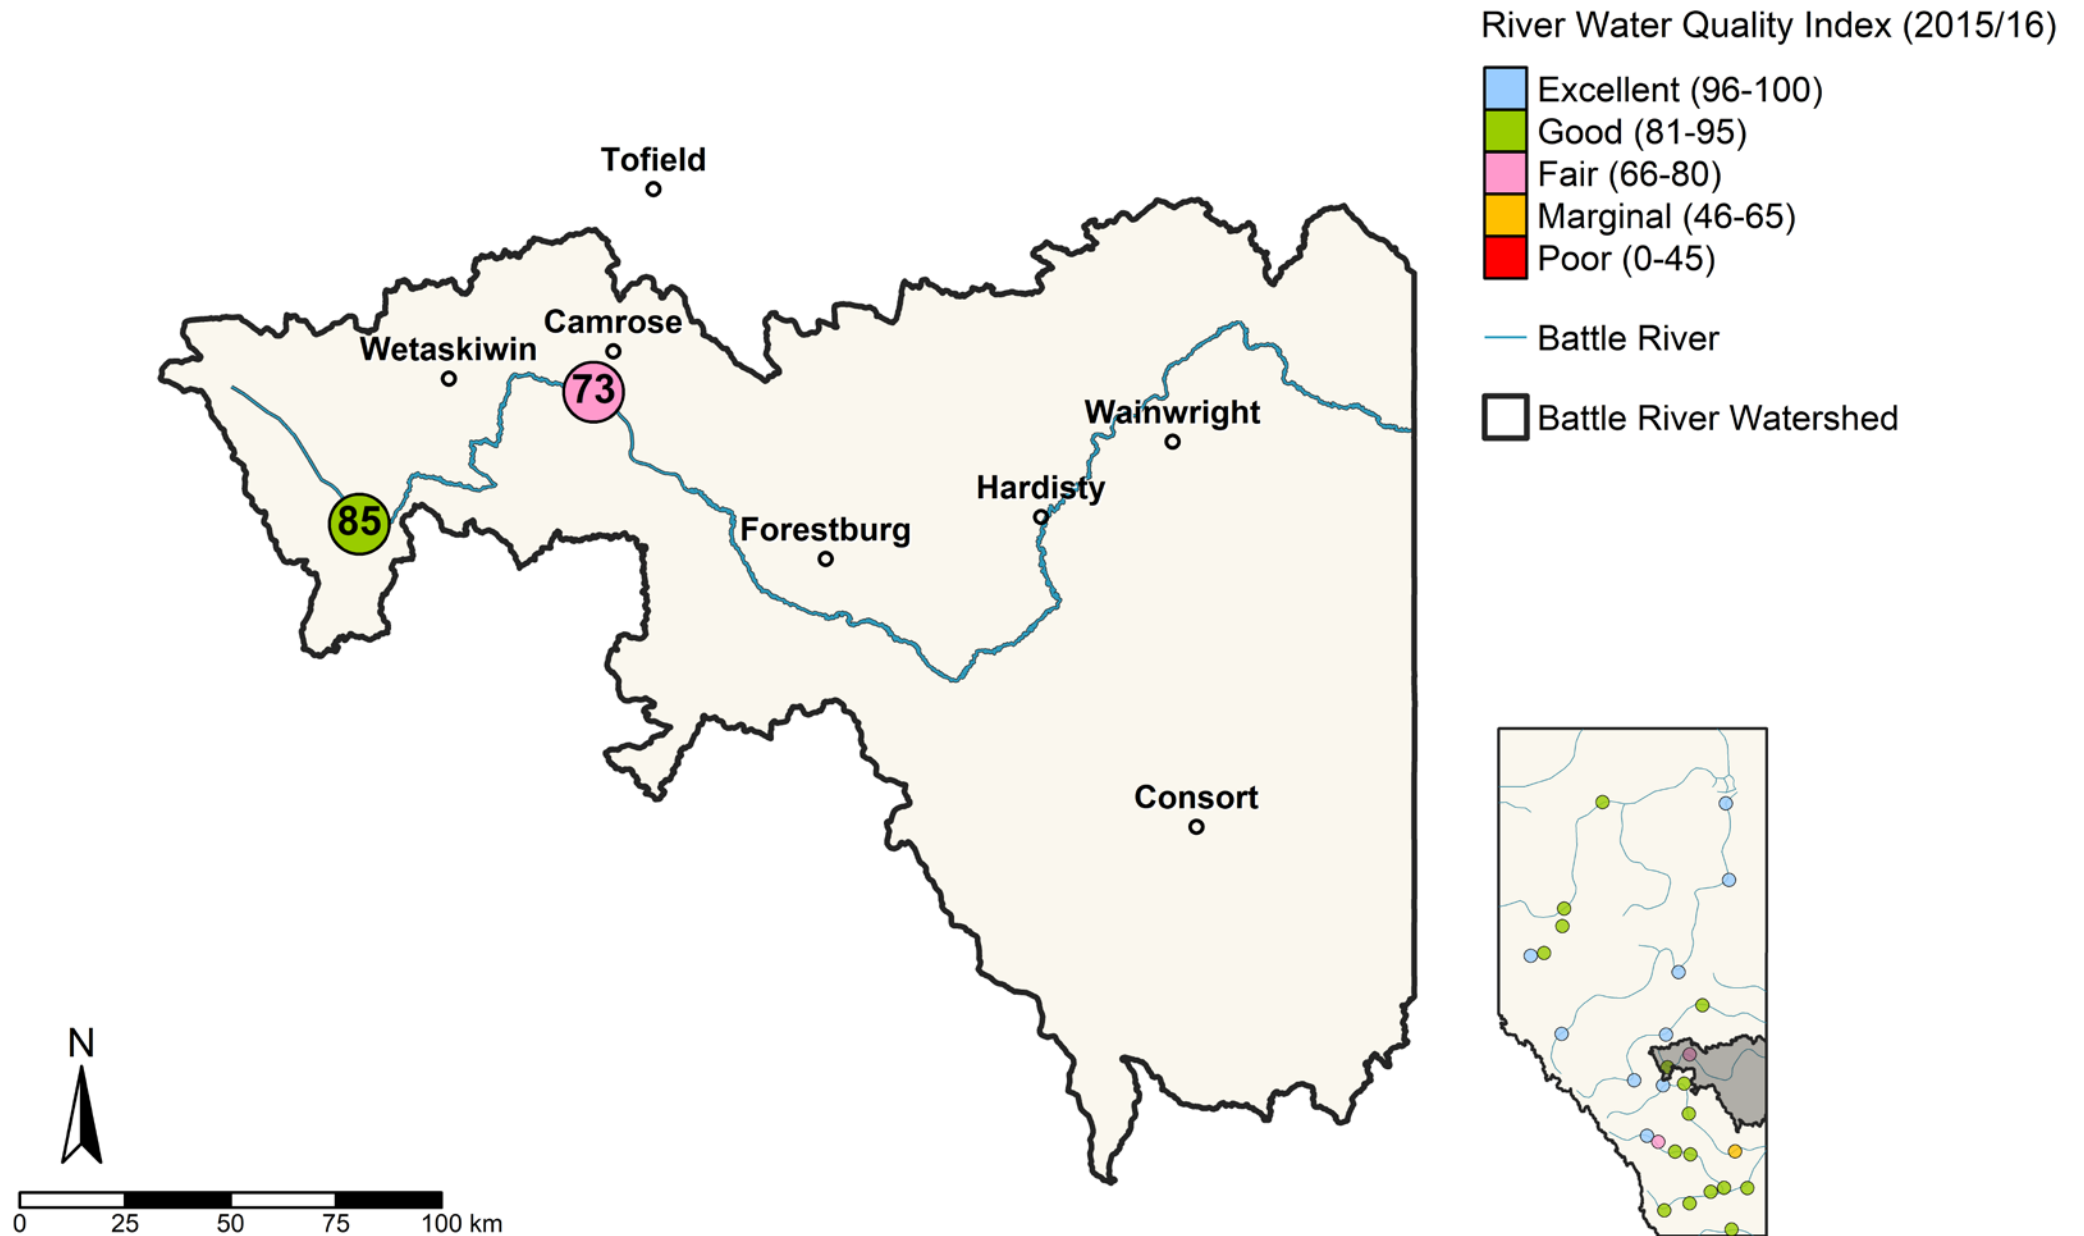 River Water Quality Index (2015/16)
Excellent (96-100)
Good (81-95)
Fair (66-80)
Marginal (46-65)
Poor (0-45)
Battle River
Battle River Watershed
Tofield
Camrose
Wetaskiwin
73
Wainwright
Hardisty
85
Forestburg
Consort
N
0 25 50 75 100 km